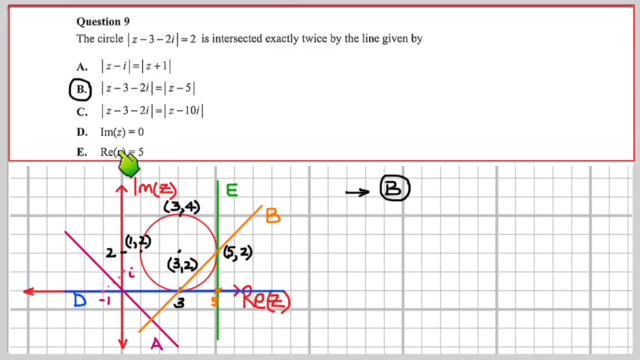 Question 9
The circle |z − 3 − 2i| = 2 is intersected exactly twice by the line given by
A. |z − i| = |z + 1|
B. |z − 3 − 2i| = |z − 5|
C. |z − 3 − 2i| = |z − 10i|
D. Im(z) = 0
E. Re(z) = 5
Im(z)
E
→ B
(3,4)
B
(1,2)
2
(5,2)
(3,2)
i
D
-1
3
5
Re(z)
A